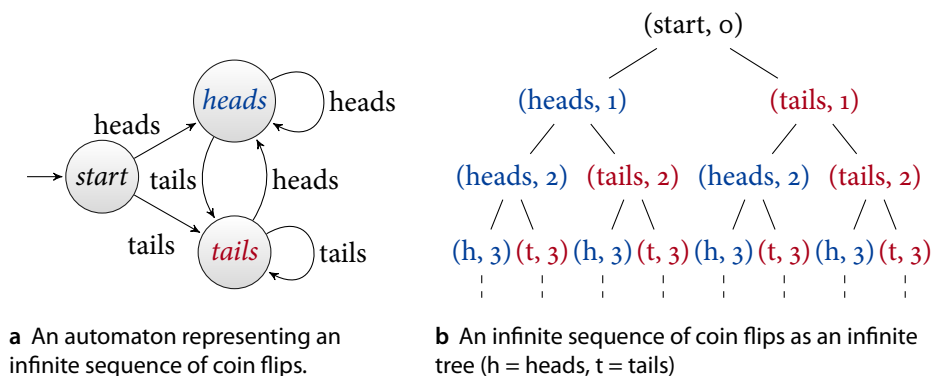 heads
heads
heads
start
tails
heads
tails
tails
tails
a An automaton representing an
infinite sequence of coin flips.
(start, 0)
(heads, 1) (tails, 1)
(heads, 2) (tails, 2) (heads, 2) (tails, 2)
(h, 3) (t, 3) (h, 3) (t, 3) (h, 3) (t, 3) (h, 3) (t, 3)
b An infinite sequence of coin flips as an infinite
tree (h = heads, t = tails)